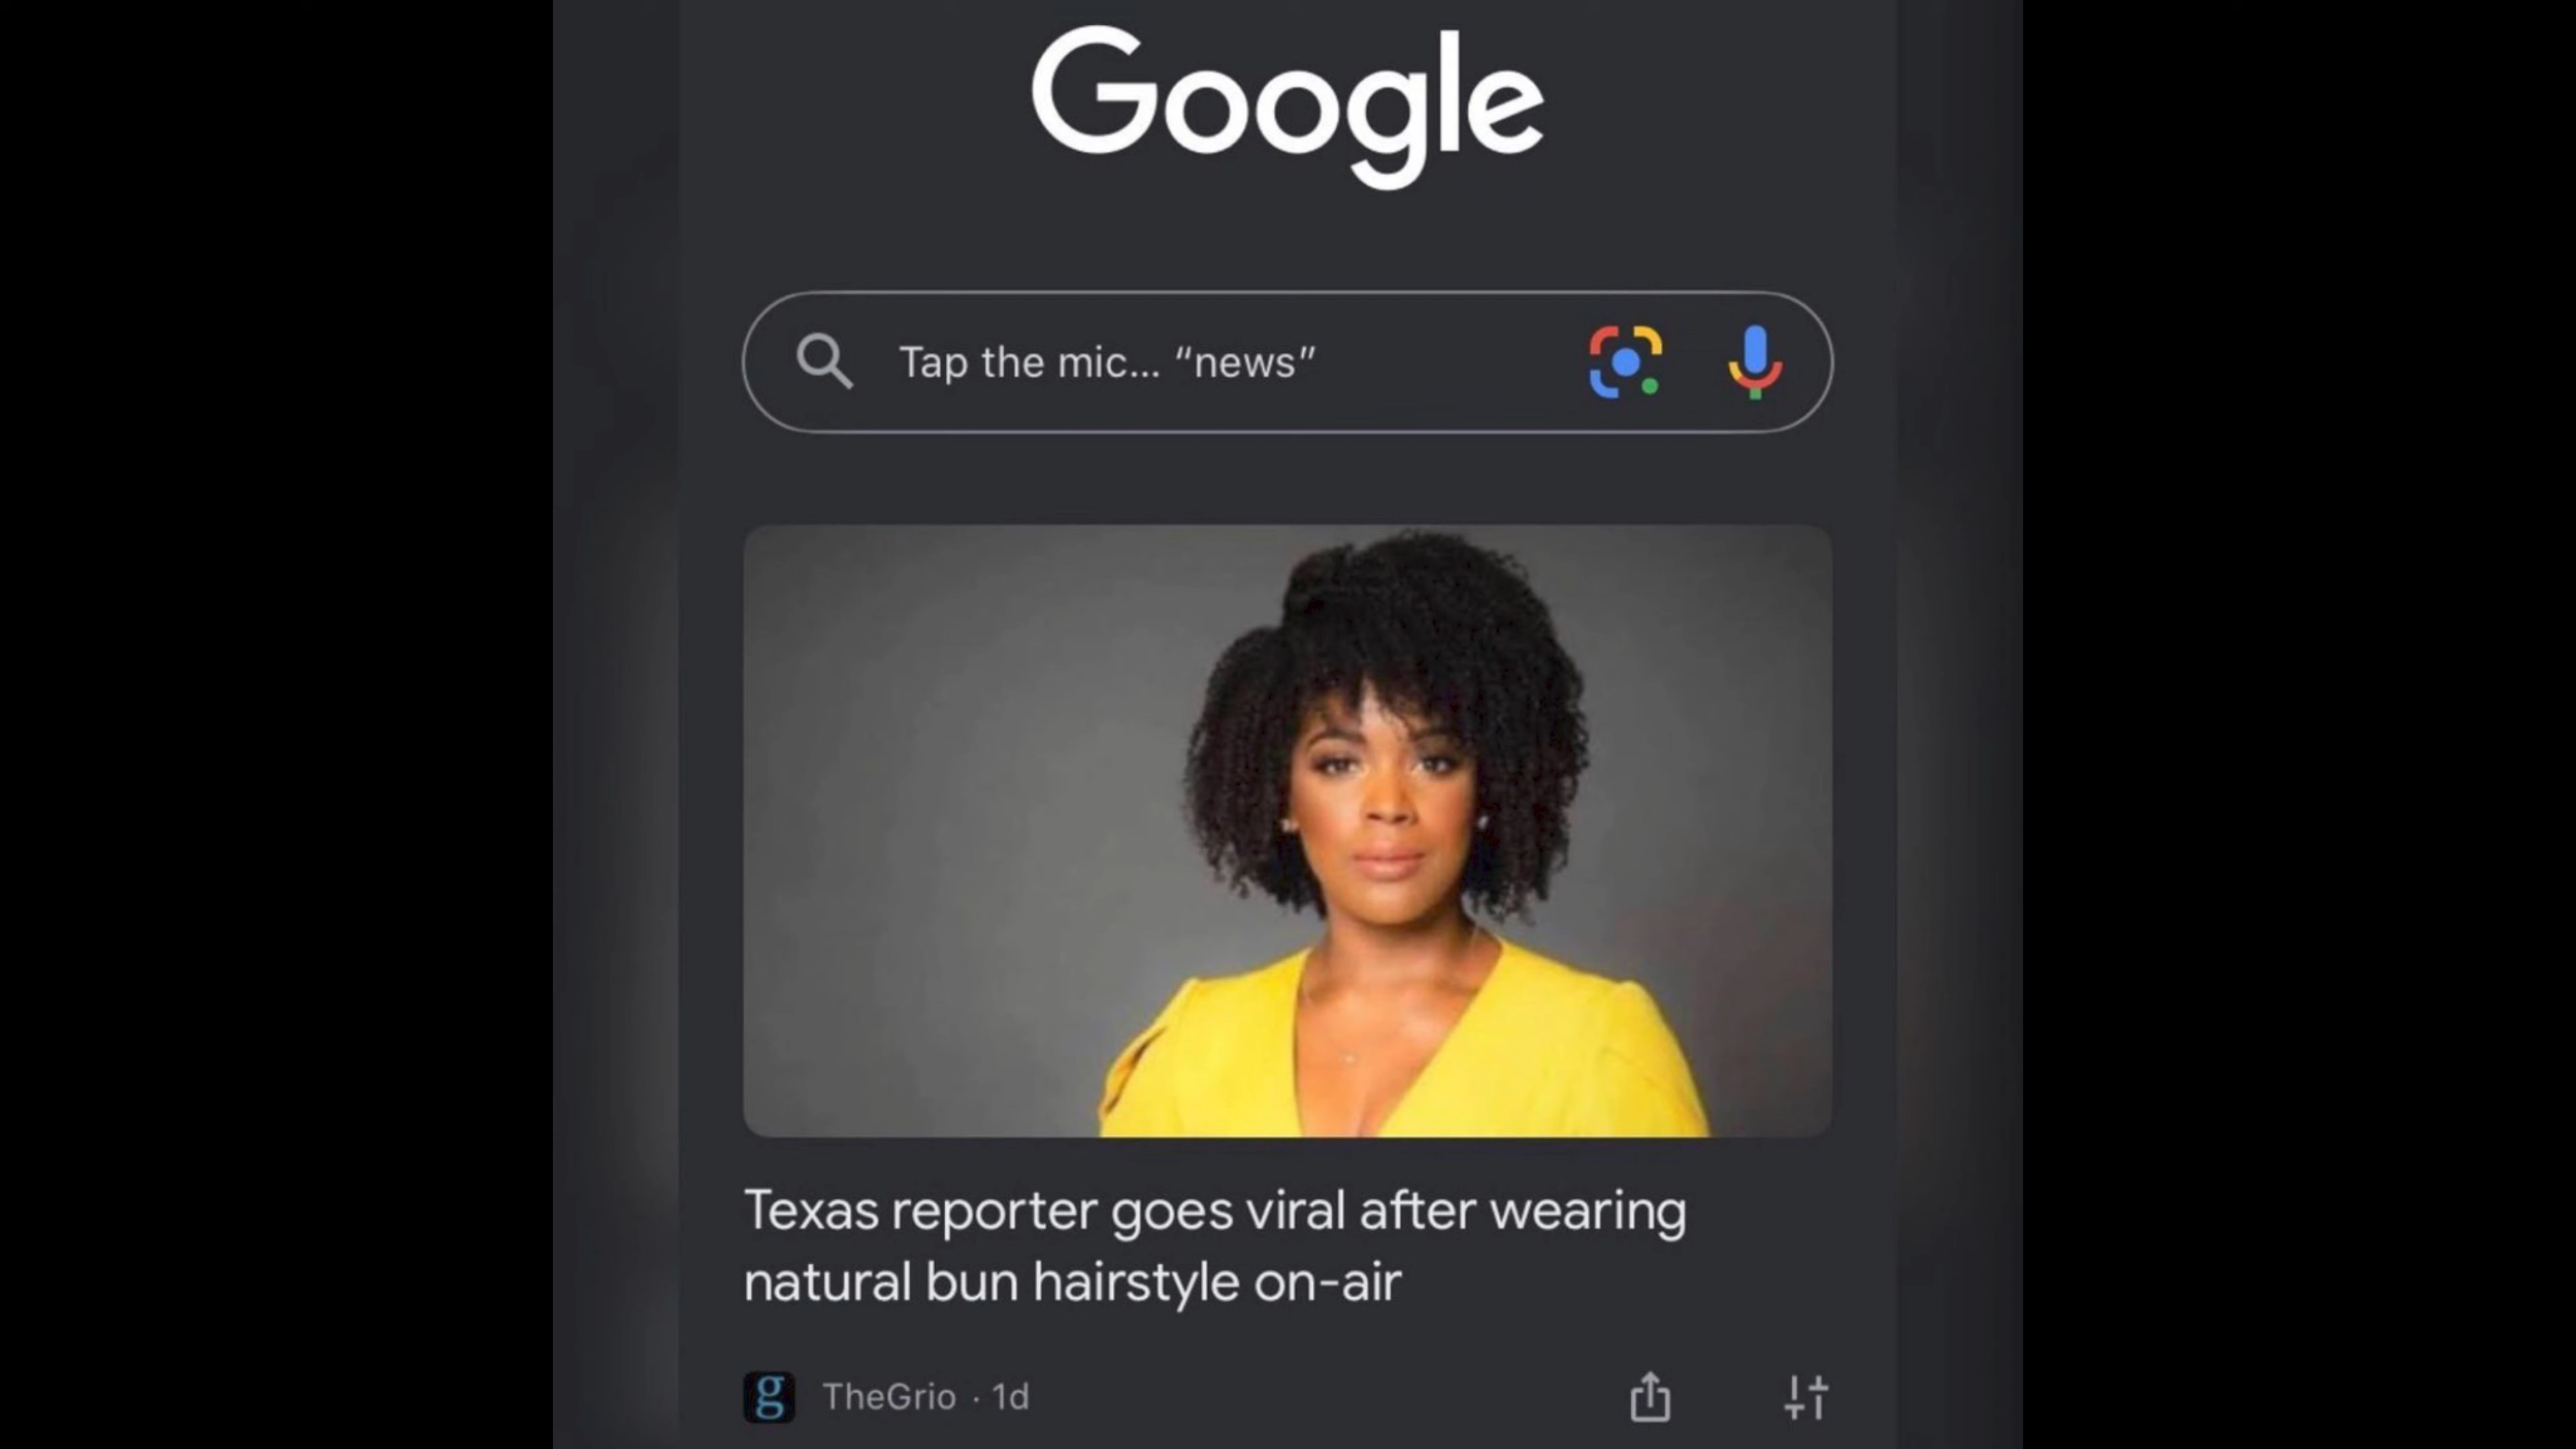 Google
Tap the mic... “news”
Texas reporter goes viral after wearing
natural bun hairstyle on-air
g TheGrio · 1d